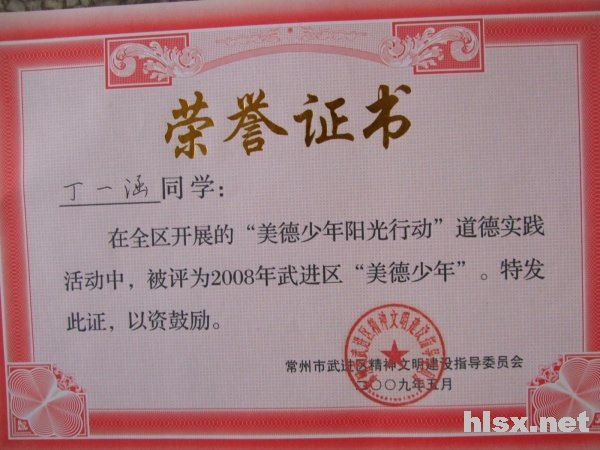 荣誉证书
丁一涵同学：
在全区开展的“美德少年阳光行动”道德实践
活动中，被评为2008年武进区“美德少年”。特发
此证，以资鼓励。
常州市武进区精神文明建设指导委员会
二〇〇九年五月
hlsx.net